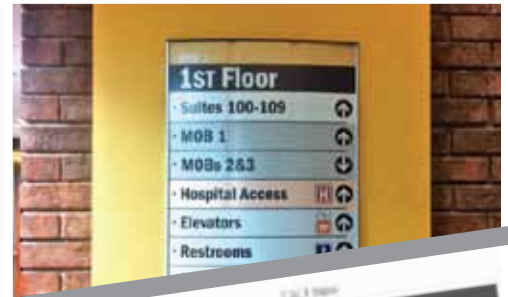 1ST Floor
· Suites 100-109
· MOB 1
· MOBs 2&3
· Hospital Access H
· Elevators
· Restrooms